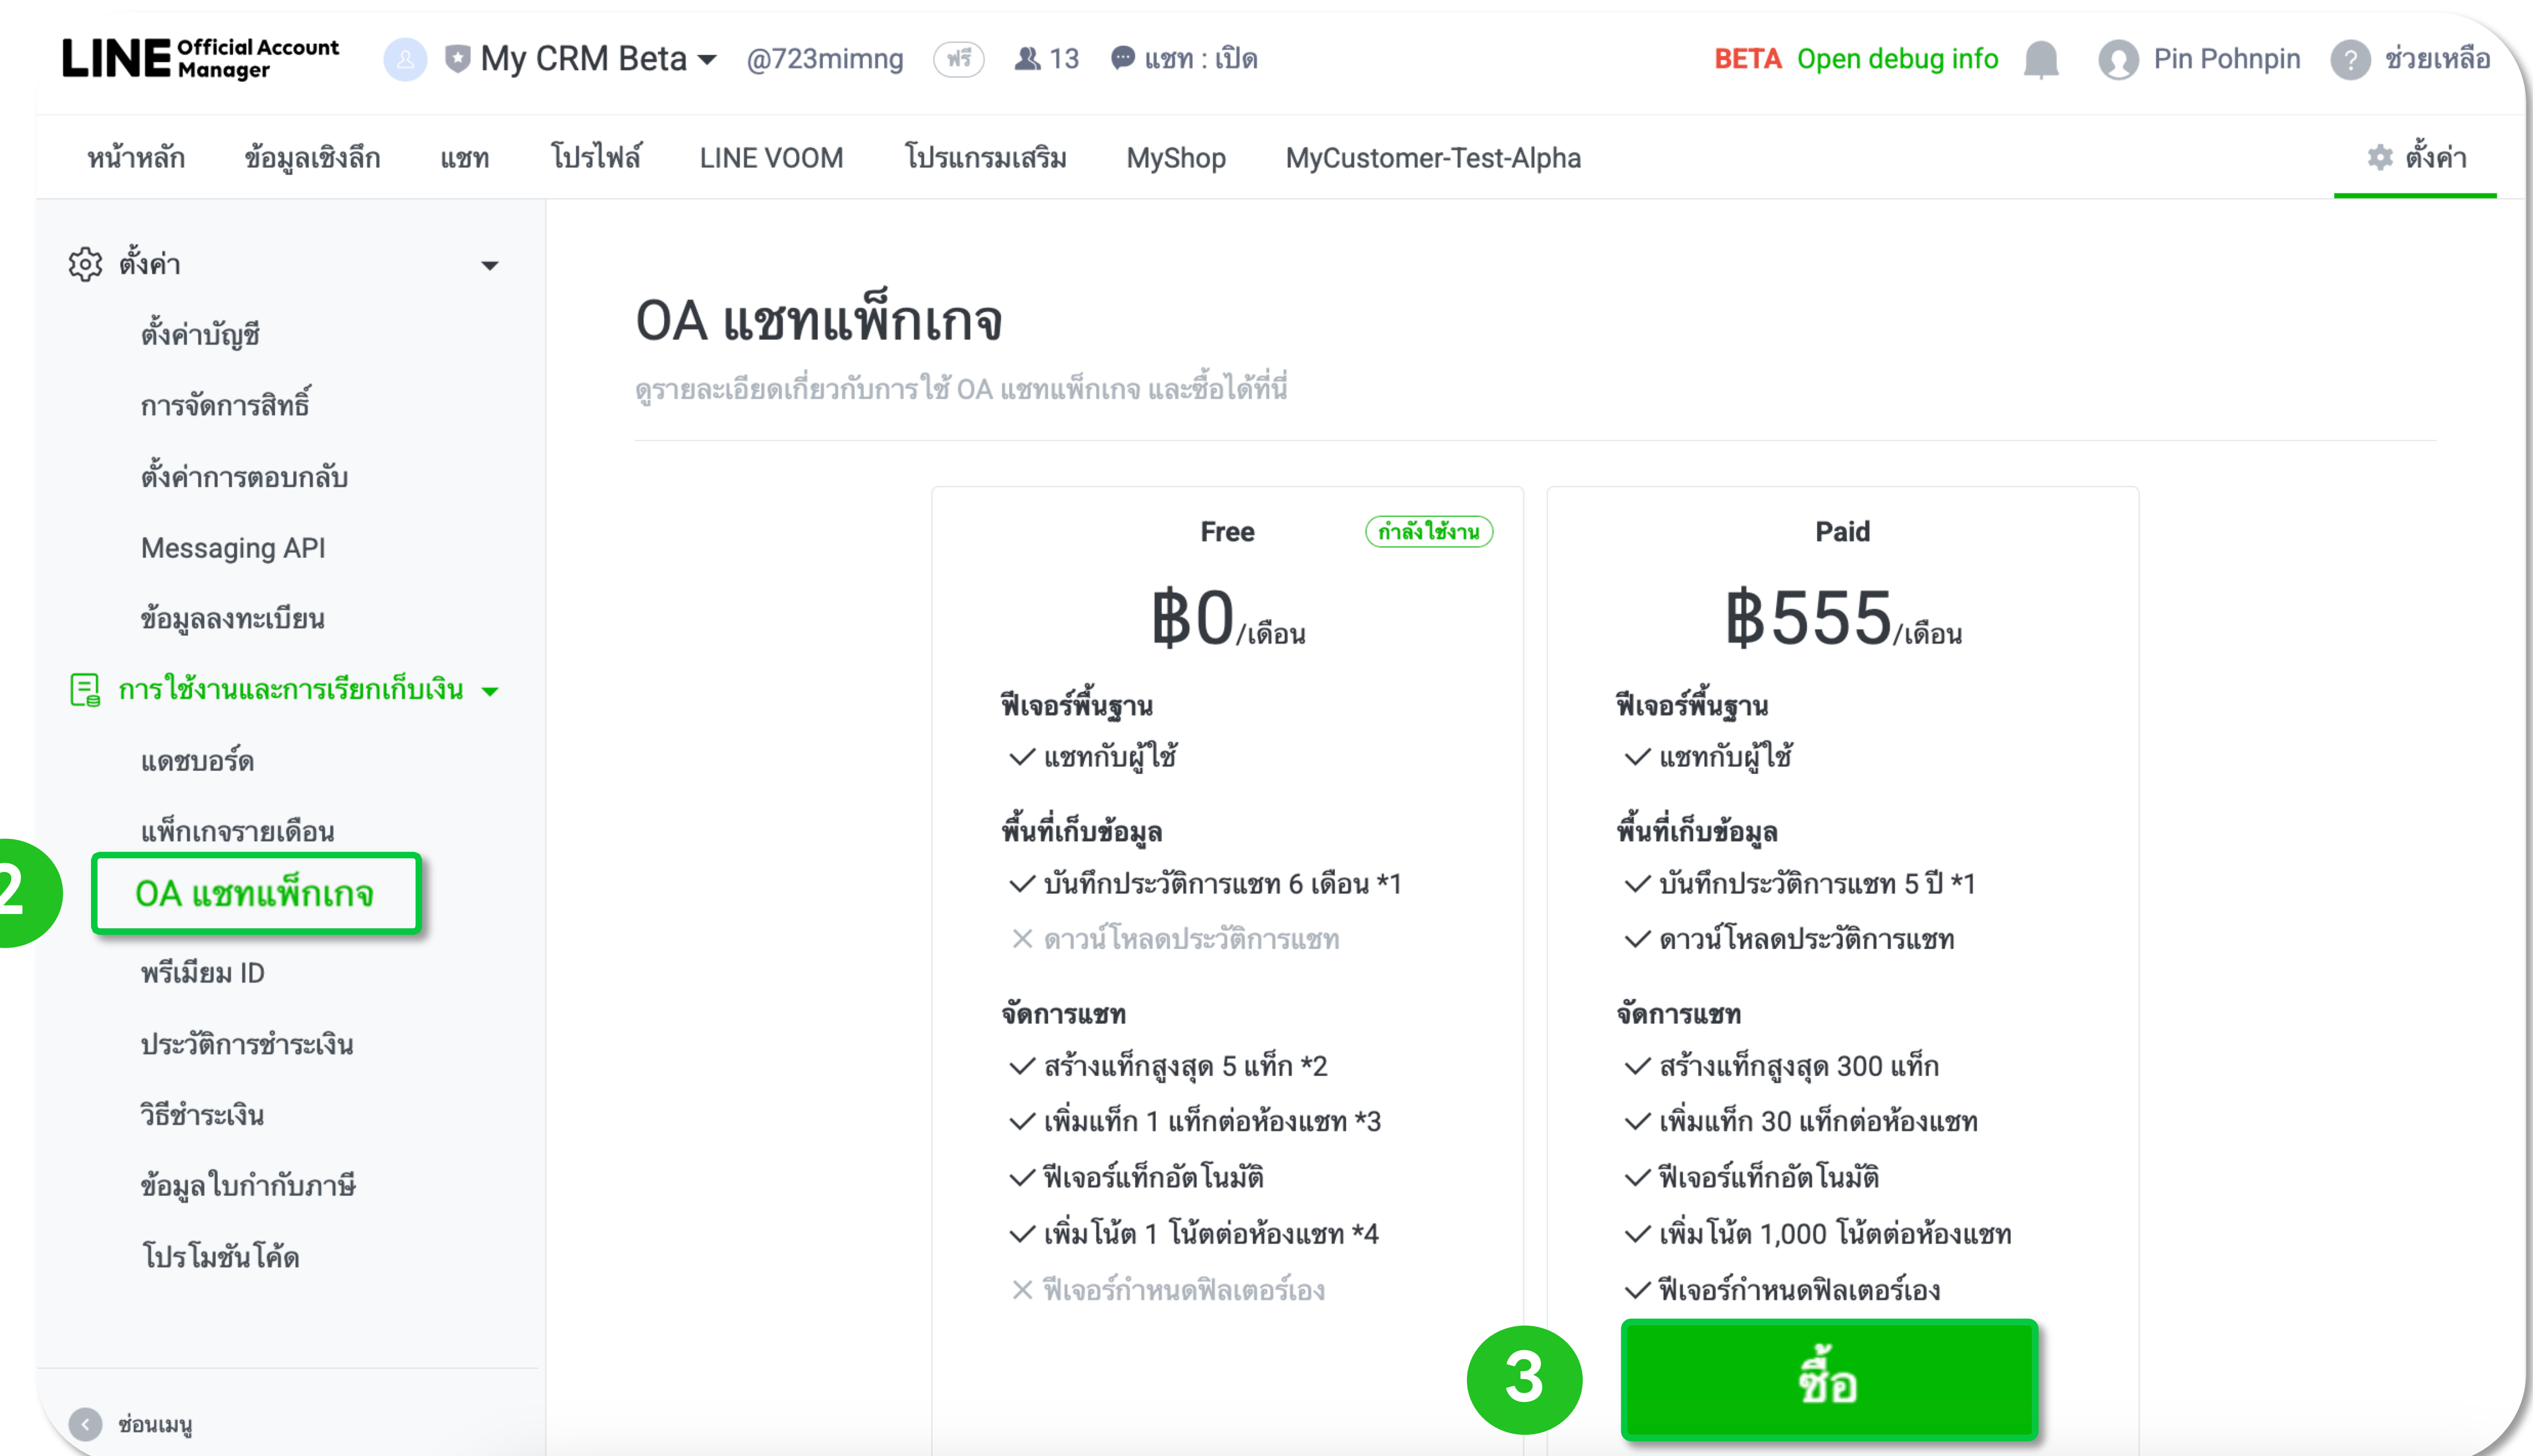 LINE Official Account Manager
My CRM Beta
@723mimng
ฟรี
13
แชท : เปิด
BETA
Open debug info
Pin Pohnpin
? ช่วยเหลือ
หน้าหลัก
ข้อมูลเชิงลึก
แชท
โปรไฟล์
LINE VOOM
โปรแกรมเสริม
MyShop
MyCustomer-Test-Alpha
ตั้งค่า
ตั้งค่า
ตั้งค่าบัญชี
การจัดการสิทธิ์
ตั้งค่าการตอบกลับ
Messaging API
ข้อมูลลงทะเบียน
การใช้งานและการเรียกเก็บเงิน
แดชบอร์ด
แพ็กเกจรายเดือน
2
OA แชทแพ็กเกจ
พรีเมียม ID
ประวัติการชำระเงิน
วิธีชำระเงิน
ข้อมูลใบกำกับภาษี
โปรโมชันโค้ด
ซ่อนเมนู
OA แชทแพ็กเกจ
ดูรายละเอียดเกี่ยวกับการใช้ OA แชทแพ็กเกจ และซื้อได้ที่นี่
Free
กำลังใช้งาน
฿0/เดือน
ฟีเจอร์พื้นฐาน
แชทกับผู้ใช้
พื้นที่เก็บข้อมูล
บันทึกประวัติการแชท 6 เดือน *1
ดาวน์โหลดประวัติการแชท
จัดการแชท
สร้างแท็กสูงสุด 5 แท็ก *2
เพิ่มแท็ก 1 แท็กต่อห้องแชท *3
ฟีเจอร์แท็กอัตโนมัติ
เพิ่มโน้ต 1 โน้ตต่อห้องแชท *4
ฟีเจอร์กำหนดฟิลเตอร์เอง
Paid
฿555/เดือน
ฟีเจอร์พื้นฐาน
แชทกับผู้ใช้
พื้นที่เก็บข้อมูล
บันทึกประวัติการแชท 5 ปี *1
ดาวน์โหลดประวัติการแชท
จัดการแชท
สร้างแท็กสูงสุด 300 แท็ก
เพิ่มแท็ก 30 แท็กต่อห้องแชท
ฟีเจอร์แท็กอัตโนมัติ
เพิ่มโน้ต 1,000 โน้ตต่อห้องแชท
ฟีเจอร์กำหนดฟิลเตอร์เอง
3
ซื้อ